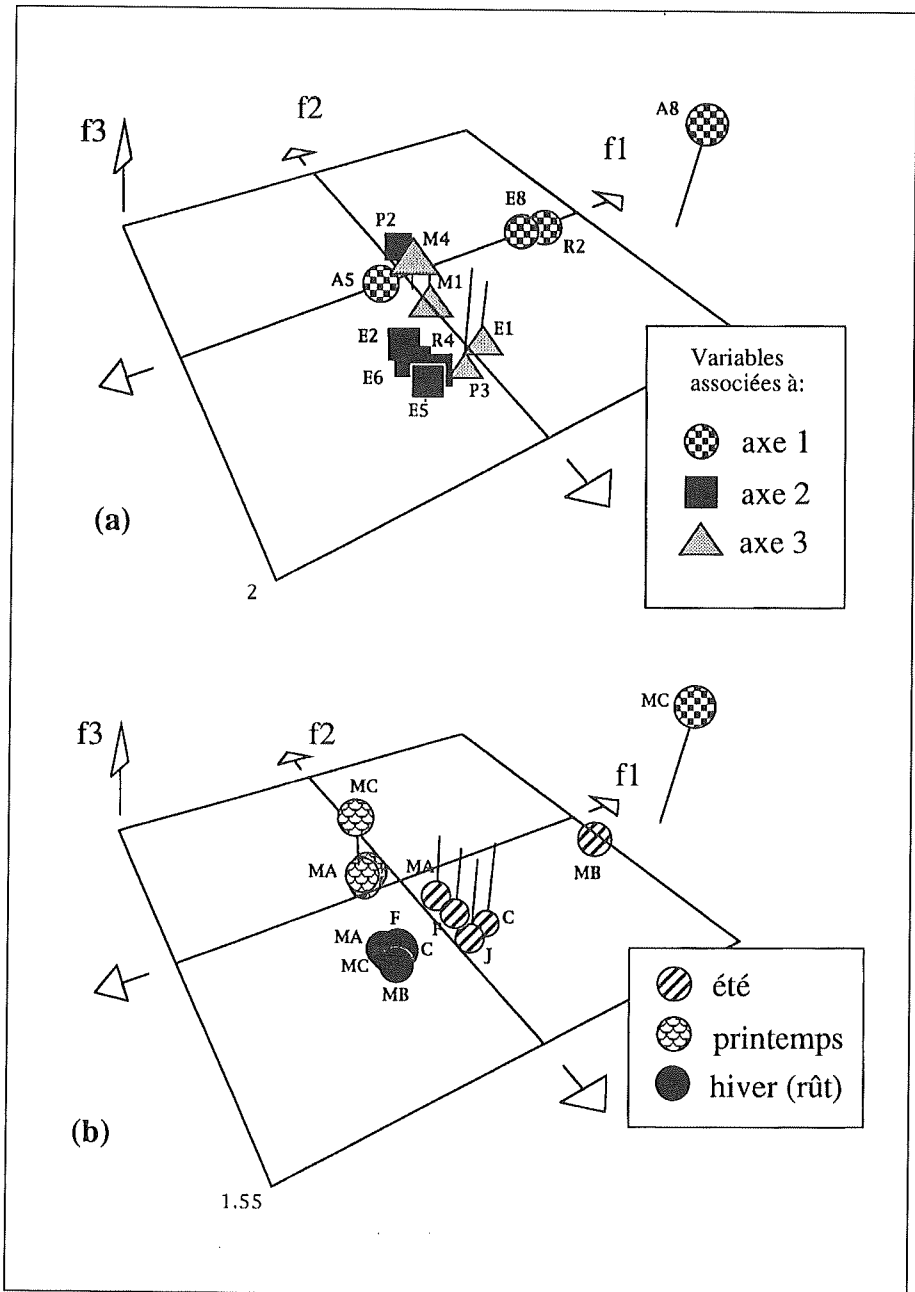 f3
f2
f1
A8
E8
R2
P2
M4
A5
M1
E2
R4
E1
E6
P3
E5
(a)
2
Variables
associées à:
axe 1
axe 2
axe 3
f3
f2
f1
MC
MC
MB
MA
MA
F
C
J
F
MA
C
MC
MB
(b)
1.55
été
printemps
hiver (rût)